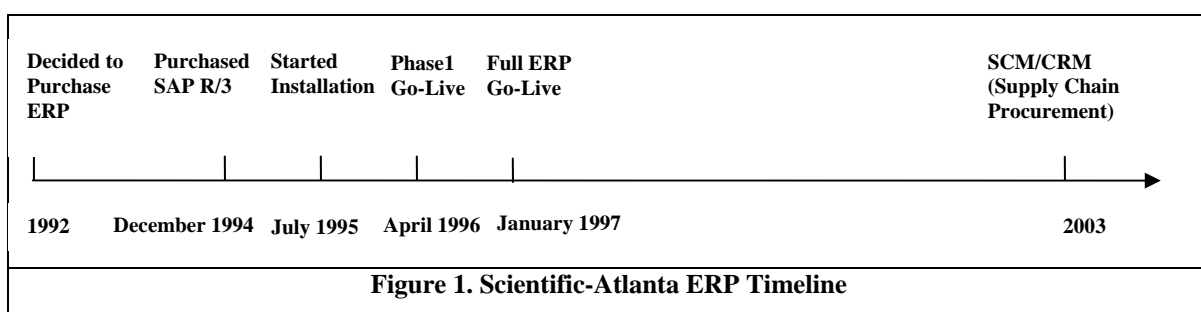 Decided to Purchase ERP
Purchased SAP R/3
Started Installation
Phase1 Go-Live
Full ERP Go-Live
SCM/CRM (Supply Chain Procurement)
1992
December 1994
July 1995
April 1996
January 1997
2003
Figure 1. Scientific-Atlanta ERP Timeline